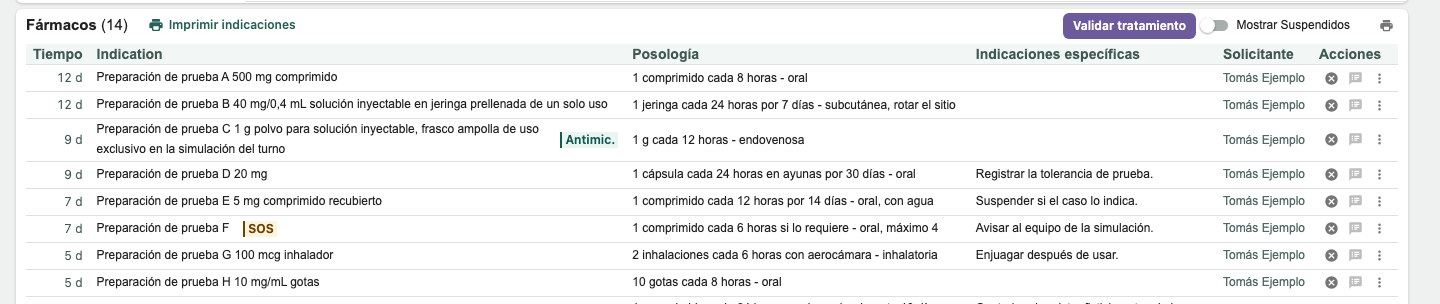 Fármacos (14) Imprimir indicaciones Validar tratamiento Mostrar Suspendidos
Tiempo Indication Posología Indicaciones específicas Solicitante Acciones
12 d Preparación de prueba A 500 mg comprimido 1 comprimido cada 8 horas - oral Tomás Ejemplo
12 d Preparación de prueba B 40 mg/0,4 mL solución inyectable en jeringa prellenada de un solo uso 1 jeringa cada 24 horas por 7 días - subcutánea, rotar el sitio Tomás Ejemplo
9 d Preparación de prueba C 1 g polvo para solución inyectable, frasco ampolla de uso
exclusivo en la simulación del turno Antimic. 1 g cada 12 horas - endovenosa Tomás Ejemplo
9 d Preparación de prueba D 20 mg 1 cápsula cada 24 horas en ayunas por 30 días - oral Registrar la tolerancia de prueba. Tomás Ejemplo
7 d Preparación de prueba E 5 mg comprimido recubierto 1 comprimido cada 12 horas por 14 días - oral, con agua Suspender si el caso lo indica. Tomás Ejemplo
7 d Preparación de prueba F SOS 1 comprimido cada 6 horas si lo requiere - oral, máximo 4 Avisar al equipo de la simulación. Tomás Ejemplo
5 d Preparación de prueba G 100 mcg inhalador 2 inhalaciones cada 6 horas con aerocámara - inhalatoria Enjuagar después de usar. Tomás Ejemplo
5 d Preparación de prueba H 10 mg/mL gotas 10 gotas cada 8 horas - oral Tomás Ejemplo